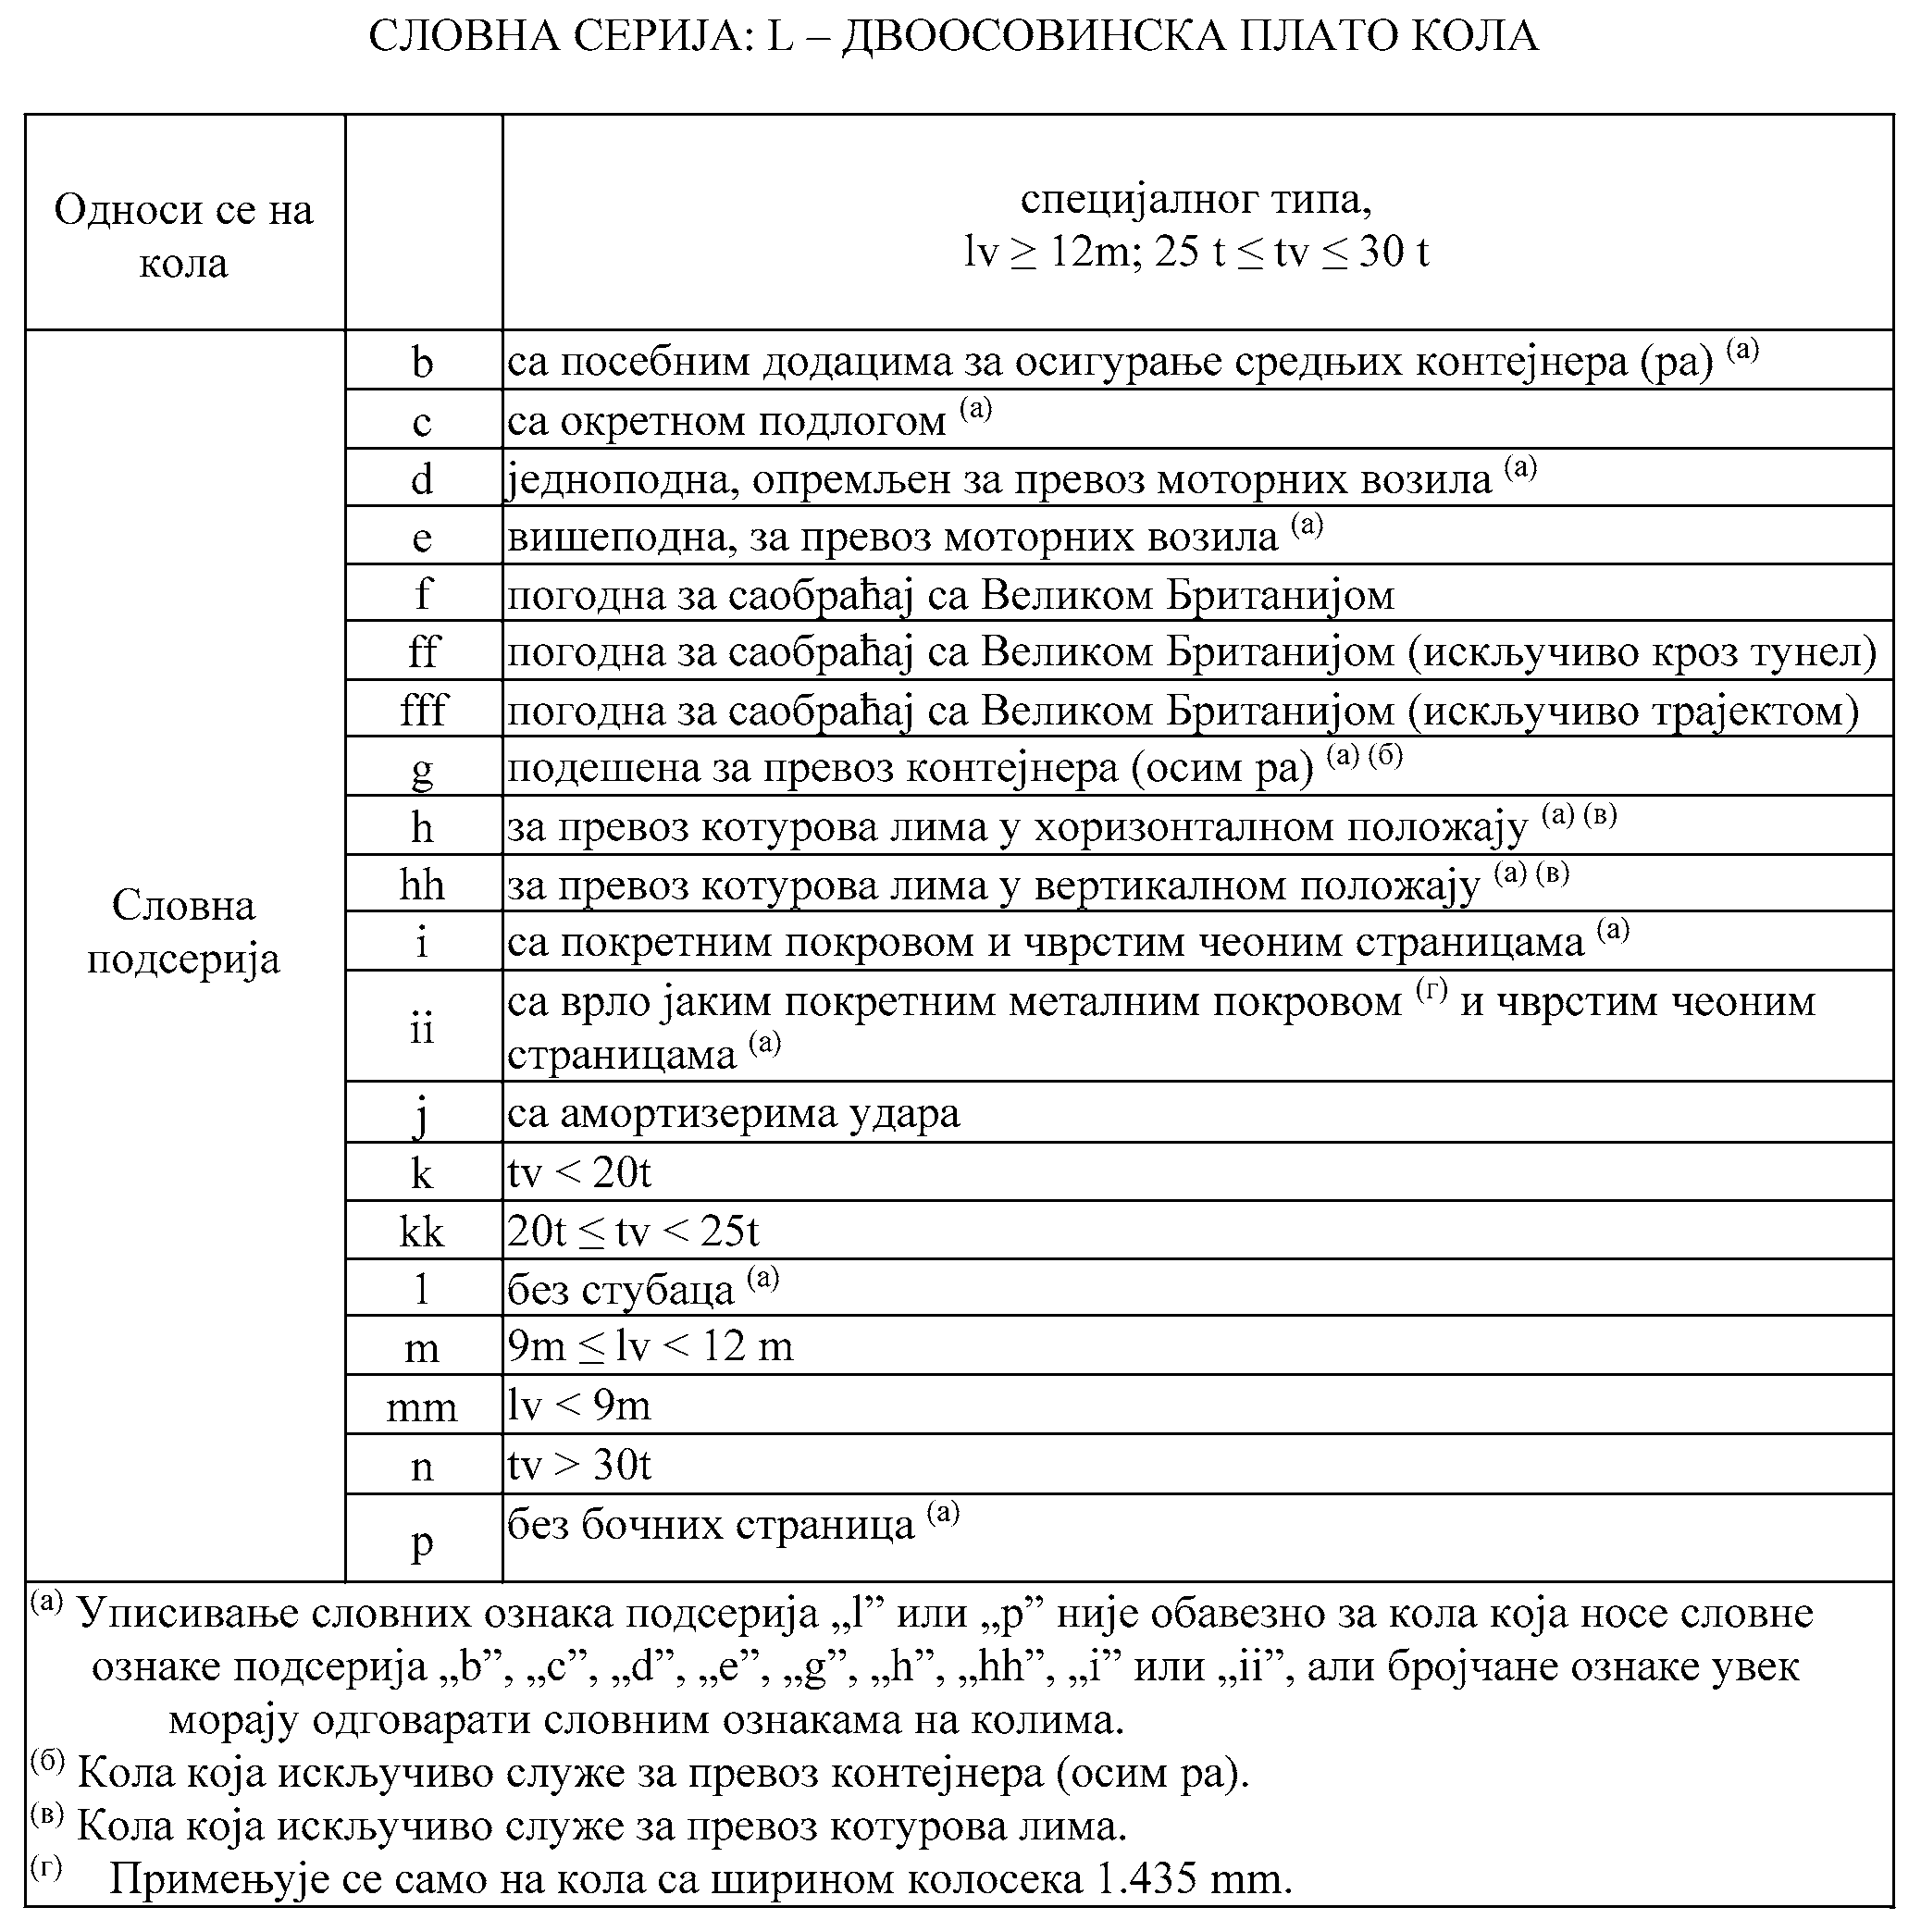 СЛОВНА СЕРИЈА: L – ДВООСОВИНСКА ПЛАТО КОЛА
Односи се на
кола
специјалног типа,
lv ≥ 12m; 25 t ≤ tv ≤ 30 t
Словна
подсерија
b са посебним додацима за осигурање средњих контејнера (pa) (а)
c са окретном подлогом (а)
d једноподна, опремљен за превоз моторних возила (а)
e вишеподна, за превоз моторних возила (а)
f погодна за саобраћај са Великом Британијом
ff погодна за саобраћај са Великом Британијом (искључиво кроз тунел)
fff погодна за саобраћај са Великом Британијом (искључиво трајектом)
g подешена за превоз контејнера (осим pa) (а) (б)
h за превоз котурова лима у хоризонталном положају (а) (в)
hh за превоз котурова лима у вертикалном положају (а) (в)
i са покретним покровом и чврстим чеоним страницама (а)
ii са врло јаким покретним металним покровом (г) и чврстим чеоним
страницама (а)
j са амортизерима удара
k tv < 20t
kk 20t ≤ tv < 25t
l без стубаца (а)
m 9m ≤ lv < 12 m
mm lv < 9m
n tv > 30t
p без бочних страница (а)
(а) Уписивање словних ознака подсерија „l” или „p” није обавезно за кола која носе словне
ознаке подсерија „b”, „c”, „d”, „e”, „g”, „h”, „hh”, „i” или „ii”, али бројчане ознаке увек
морају одговарати словним ознакама на колима.
(б) Кола која искључиво служе за превоз контејнера (осим pa).
(в) Кола која искључиво служе за превоз котурова лима.
(г) Примењује се само на кола са ширином колосека 1.435 mm.